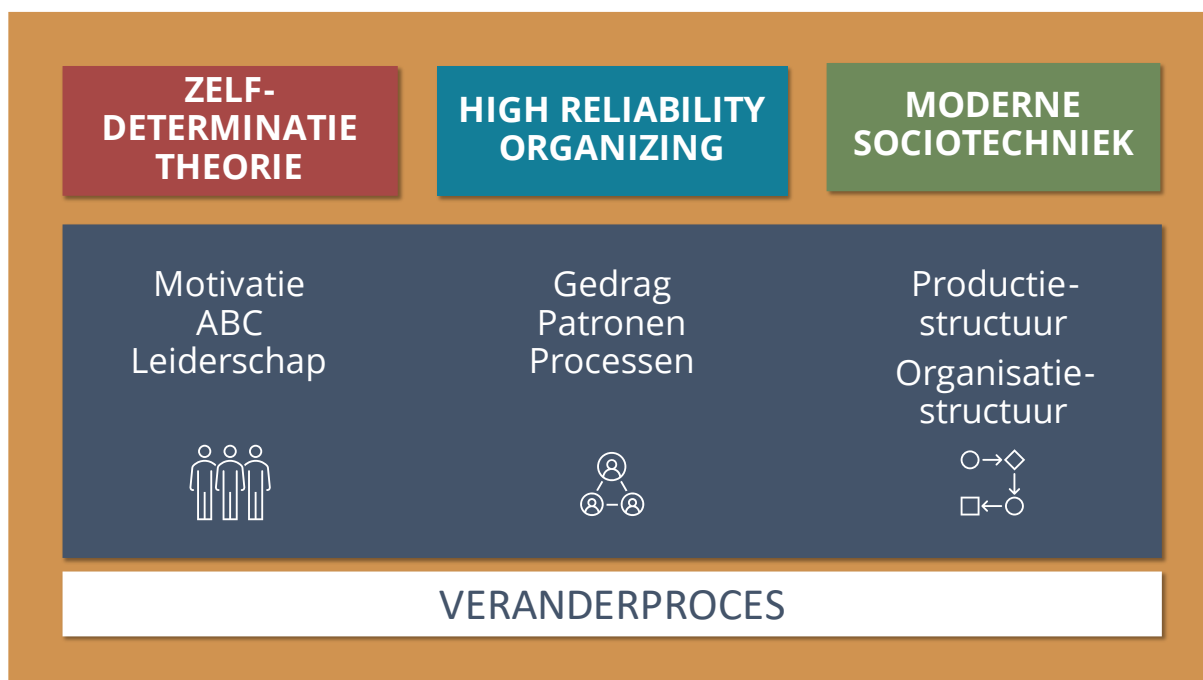 ZELF-
DETERMINATIE
THEORIE
HIGH RELIABILITY
ORGANIZING
MODERNE
SOCIOTECHNIEK
Motivatie
ABC
Leiderschap
Gedrag
Patronen
Processen
Productie-
structuur
Organisatie-
structuur
VERANDERPROCES